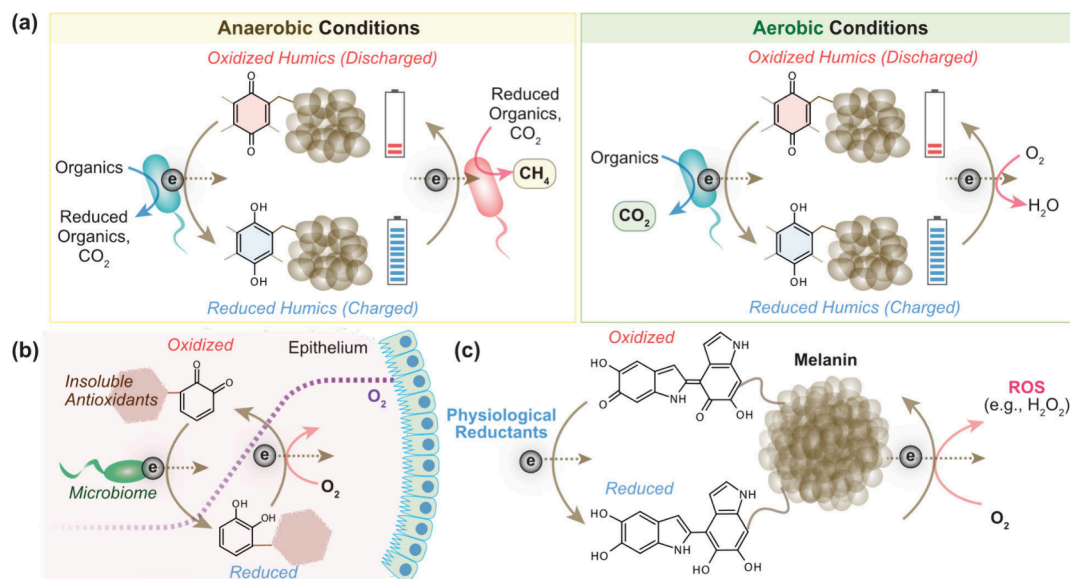 (a)
Anaerobic Conditions
Oxidized Humics (Discharged)
O
O
Organics
e
Reduced
Organics,
CO2
e
Reduced
Organics,
CO2
CH4
OH
OH
Reduced Humics (Charged)
Aerobic Conditions
Oxidized Humics (Discharged)
O
O
Organics
e
CO2
e
O2
H2O
OH
OH
Reduced Humics (Charged)
(b)
Oxidized
Epithelium
Insoluble
Antioxidants
O
O
O2
e
Microbiome
e
O2
OH
OH
Reduced
(c)
Oxidized
NH
HO
O
NH
O
OH
Melanin
Physiological
Reductants
e
ROS
(e.g., H2O2)
e
O2
Reduced
NH
HO
HO
NH
OH
OH